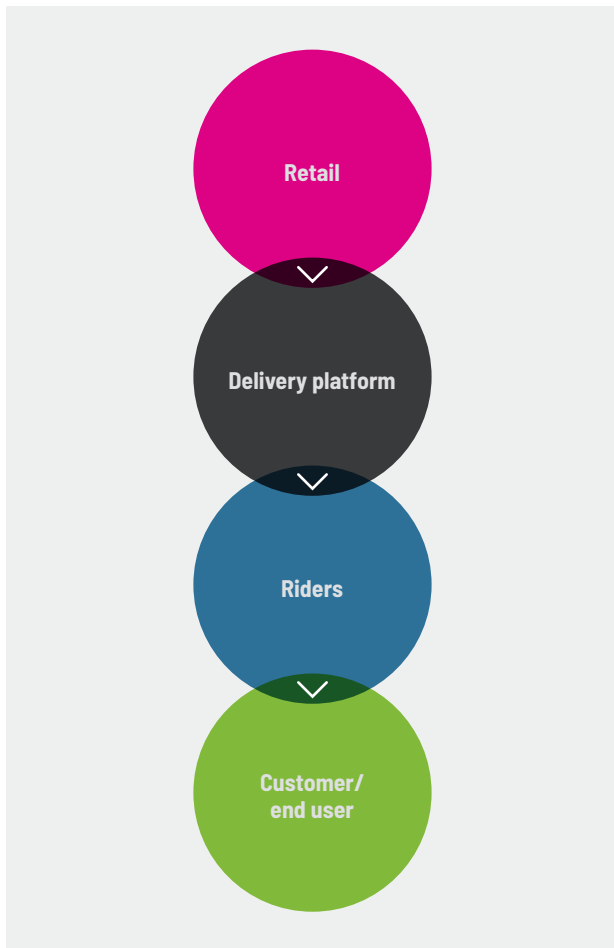 Retail
Delivery platform
Riders
Customer/
end user